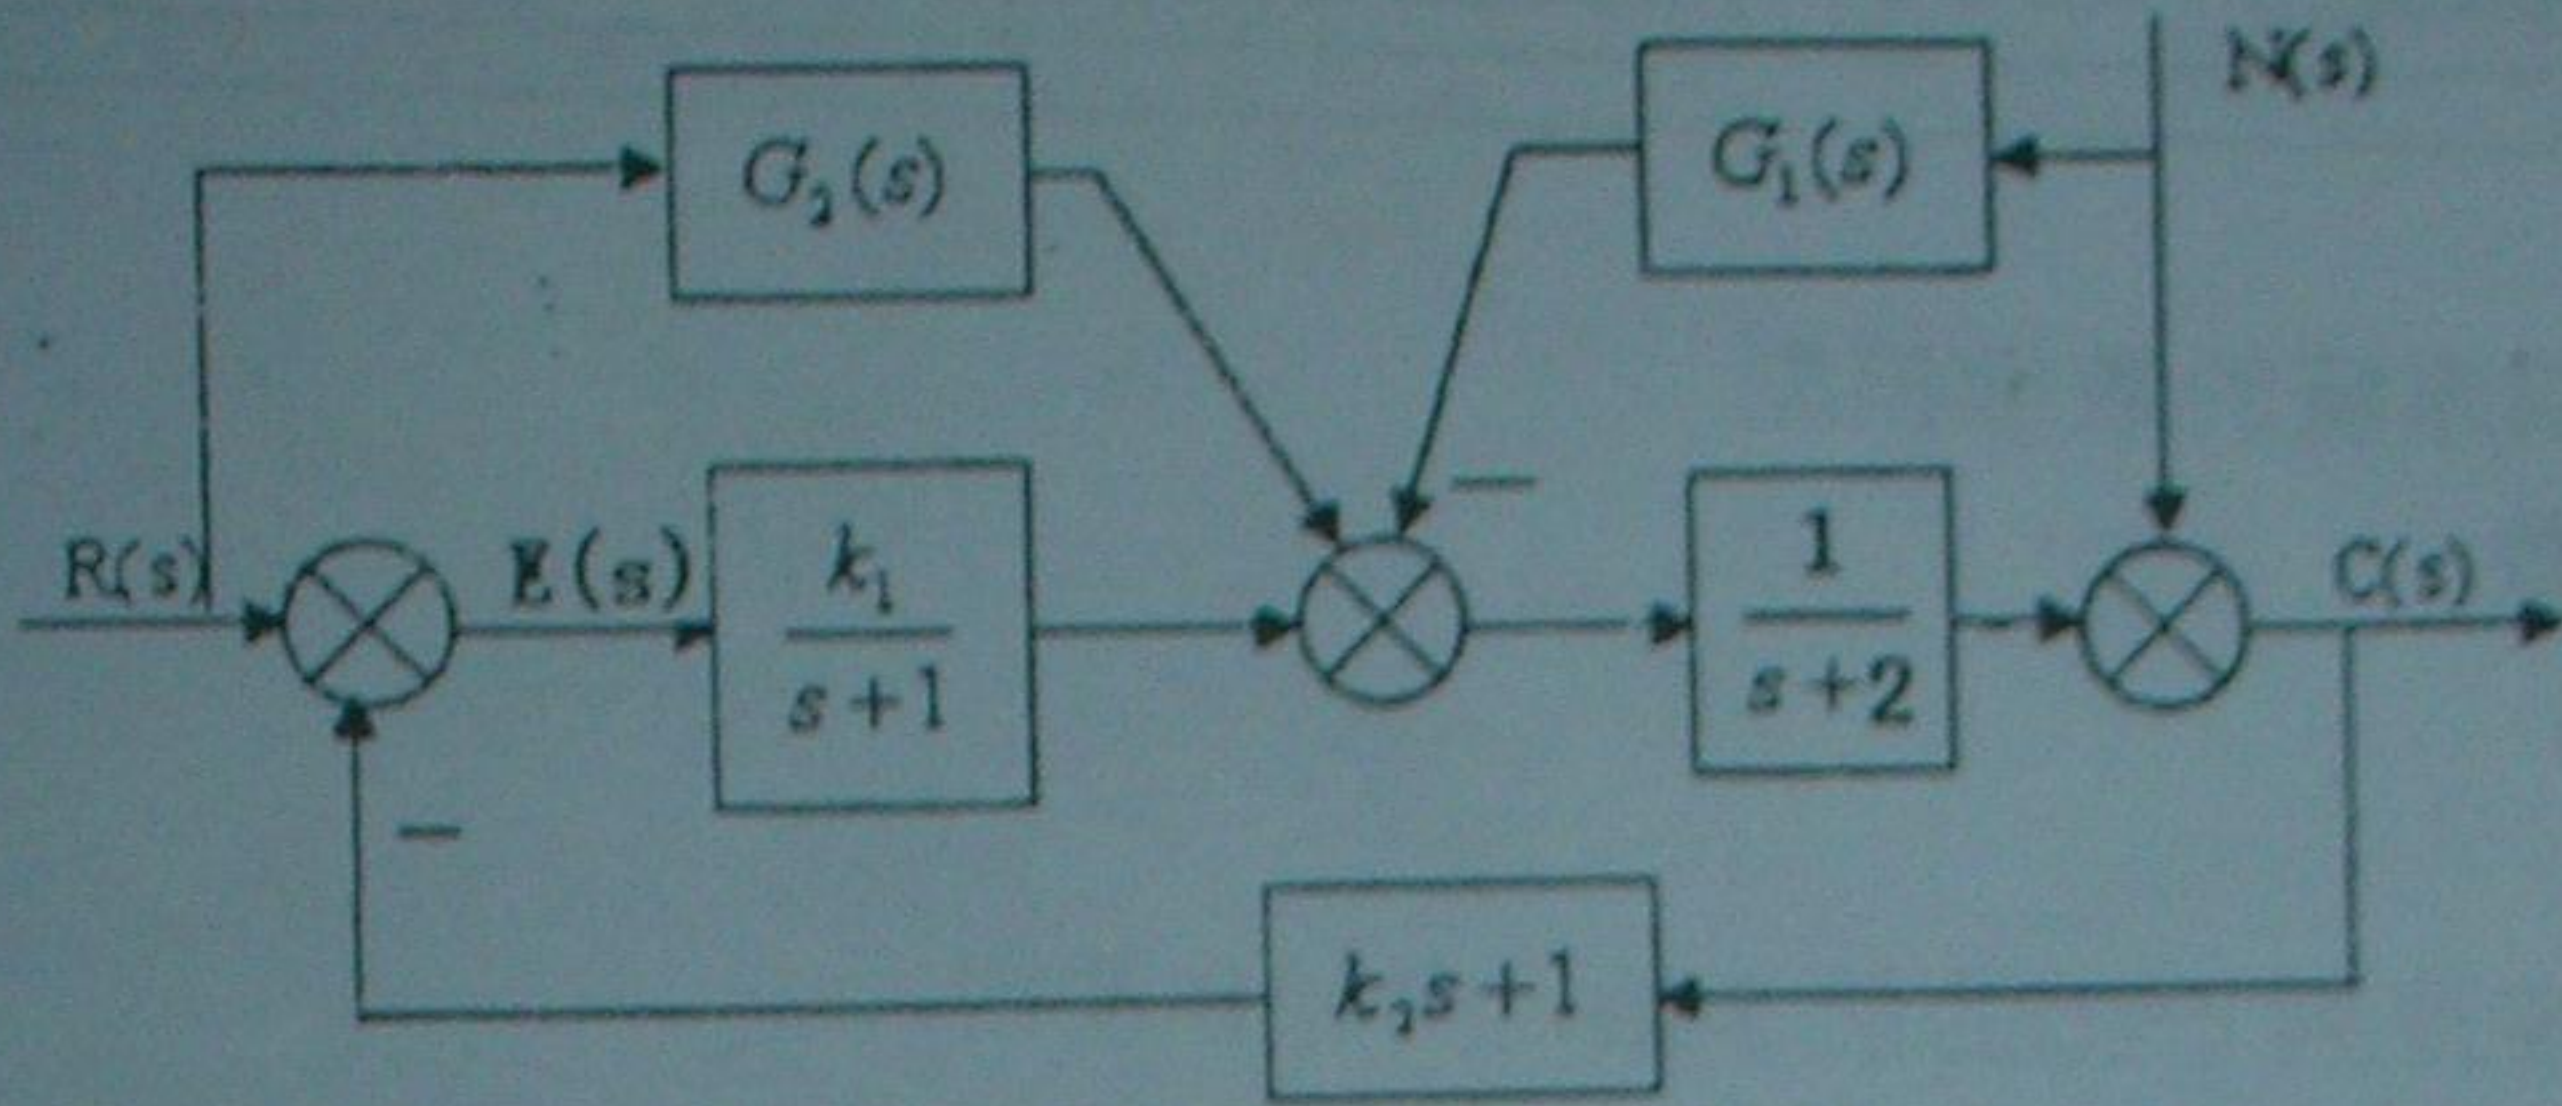 N(s)
G₂(s)
G₁(s)
R(s)
E(s)
k₁
s+1
1
s+2
C(s)
−
−
k₂s+1